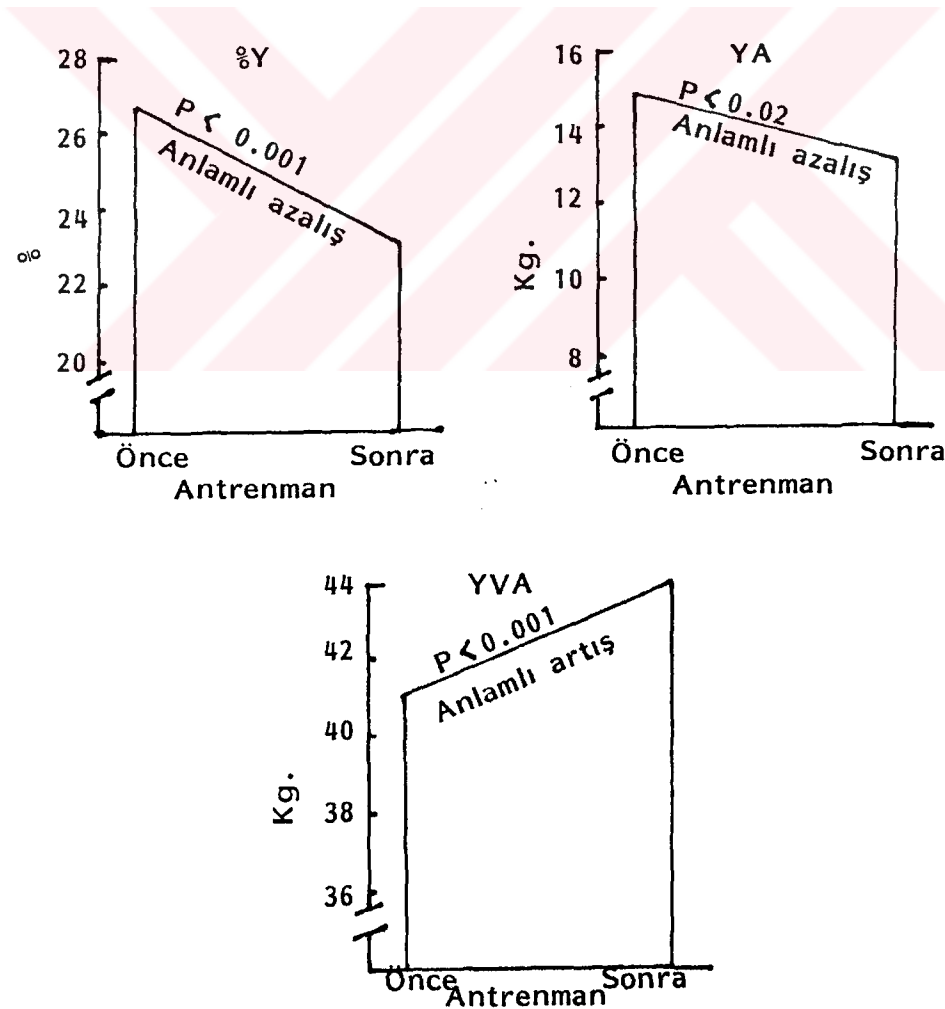 %Y
28
26
24
22
20
%
P < 0.001
Anlamlı azalış
Önce Sonra
Antrenman
YA
16
14
12
10
8
Kg.
P < 0.02
Anlamlı azalış
Önce Sonra
Antrenman
YVA
44
42
40
38
36
Kg.
P < 0.001
Anlamlı artış
Önce Sonra
Antrenman